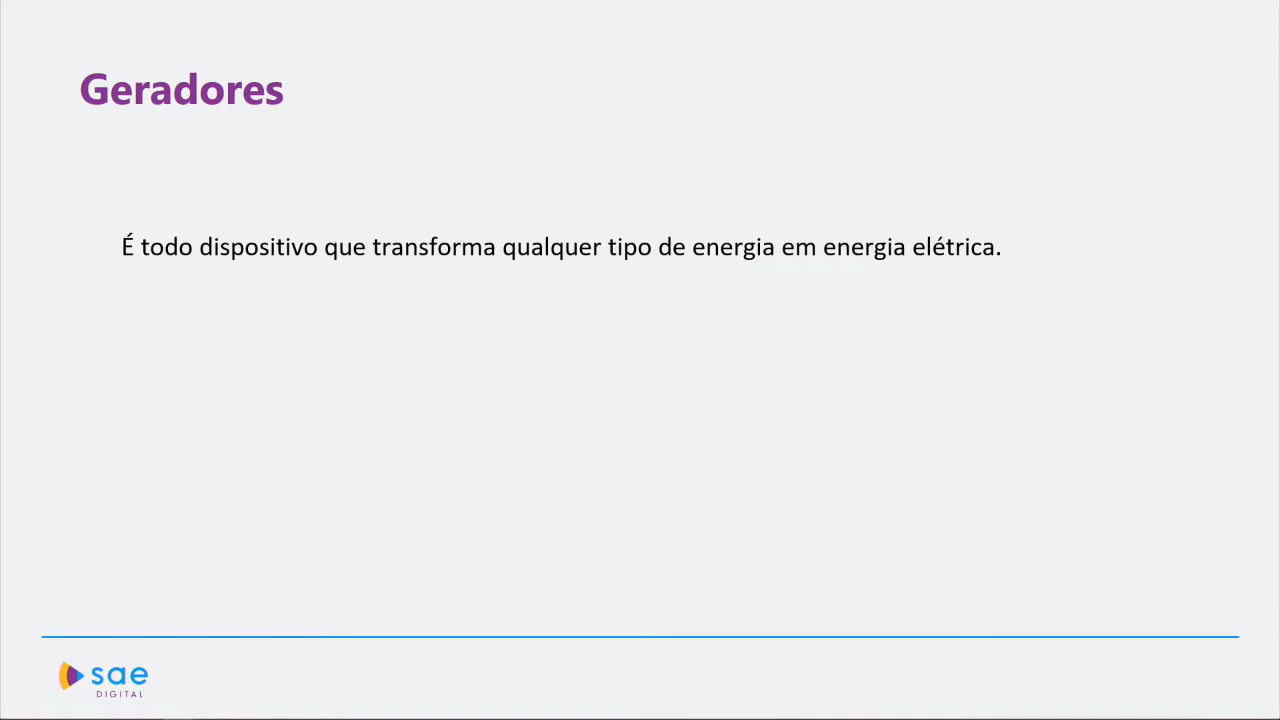 Geradores
É todo dispositivo que transforma qualquer tipo de energia em energia elétrica.
sae
DIGITAL